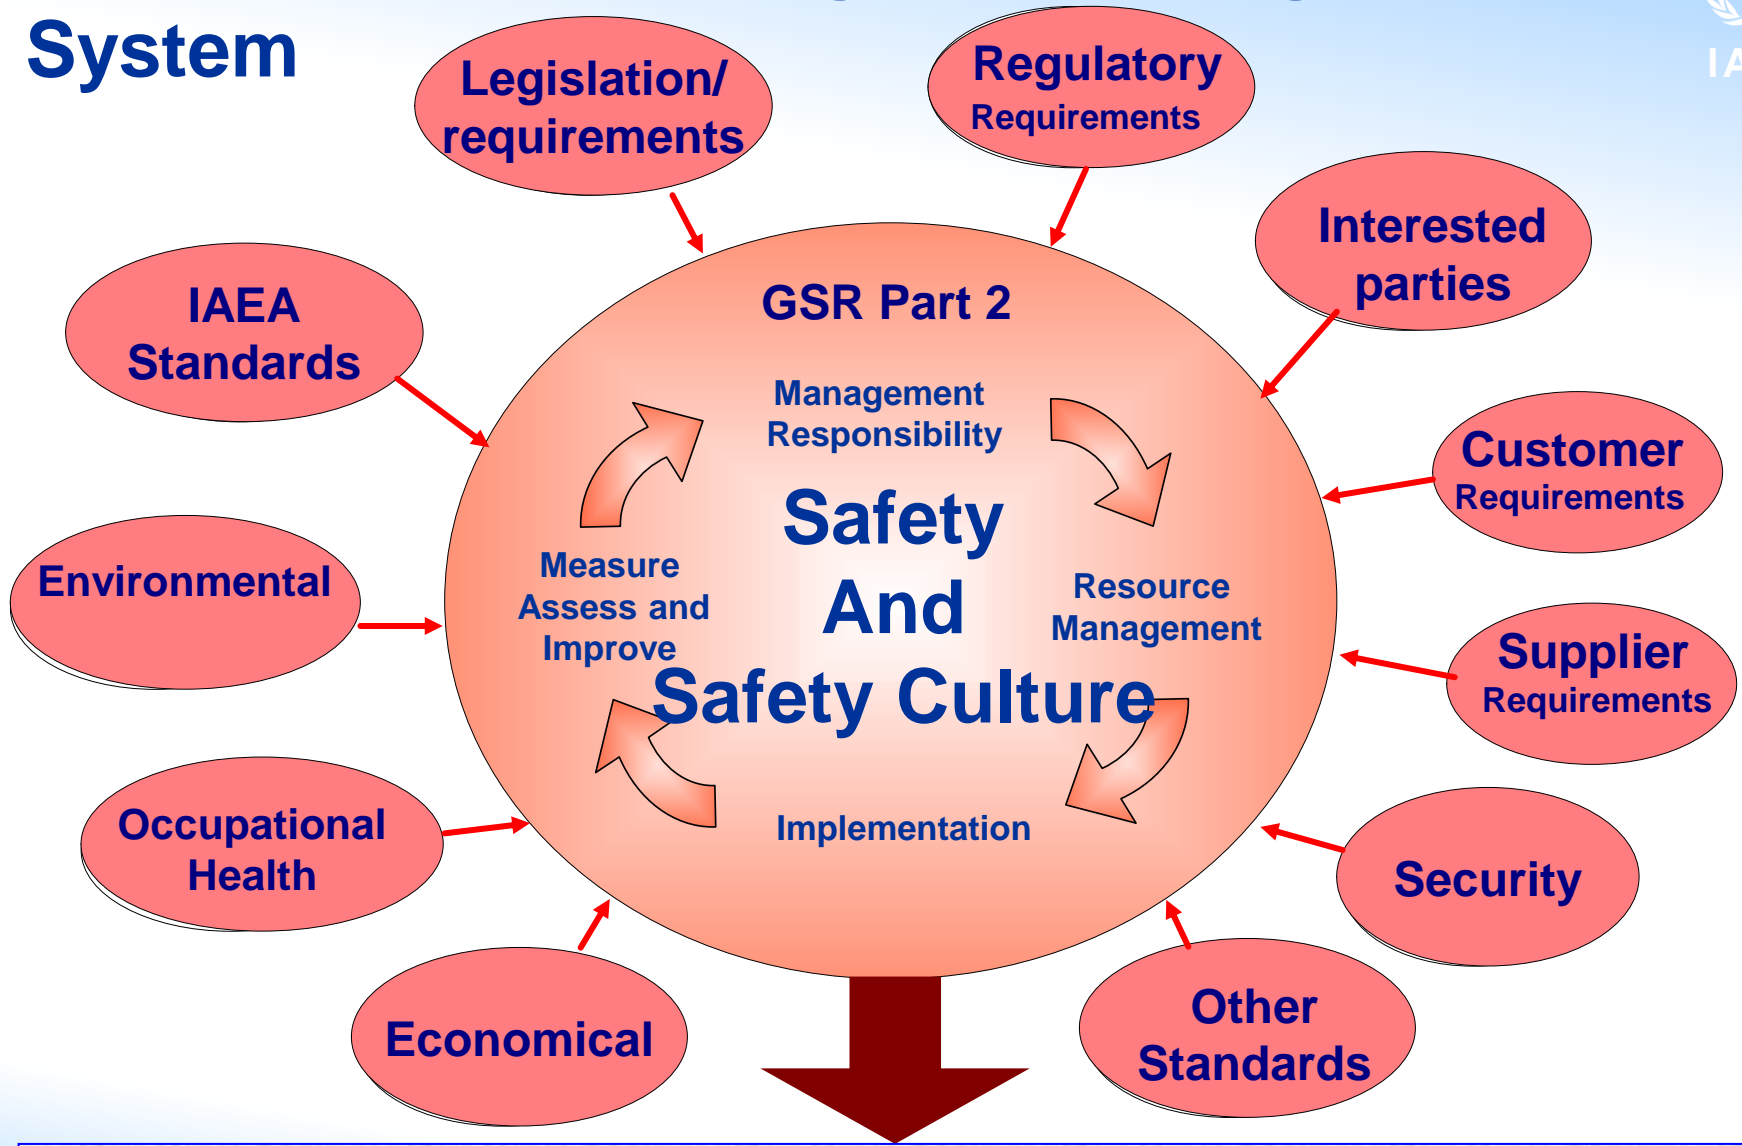 System
Legislation/
requirements
Regulatory
Requirements
Interested
parties
IAEA
Standards
GSR Part 2
Management
Responsibility
Customer
Requirements
Safety
And
Safety Culture
Environmental
Measure
Assess and
Improve
Resource
Management
Supplier
Requirements
Occupational
Health
Implementation
Security
Economical
Other
Standards